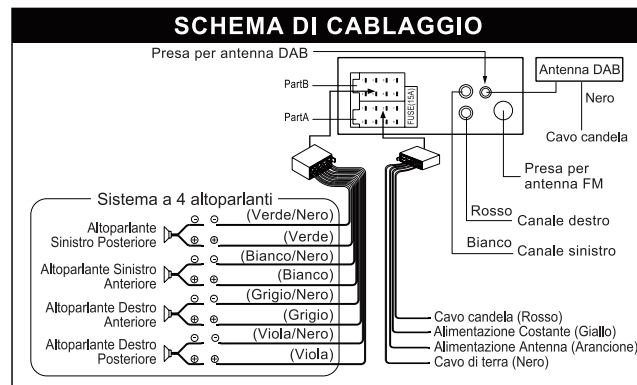 SCHEMA DI CABLAGGIO
Presa per antenna DAB
Antenna DAB
PartB
PartA
FUSE(15A)
Nero
Cavo candela
Presa per
antenna FM
Rosso
Canale destro
Bianco
Canale sinistro
Sistema a 4 altoparlanti
Altoparlante
Sinistro Posteriore
⊖ ⊖ (Verde/Nero)
⊕ ⊕ (Verde)
Altoparlante Sinistro
Anteriore
⊖ ⊖ (Bianco/Nero)
⊕ ⊕ (Bianco)
Altoparlante Destro
Anteriore
⊖ ⊖ (Grigio/Nero)
⊕ ⊕ (Grigio)
Altoparlante Destro
Posteriore
⊖ ⊖ (Viola/Nero)
⊕ ⊕ (Viola)
Cavo candela (Rosso)
Alimentazione Costante (Giallo)
Alimentazione Antenna (Arancione)
Cavo di terra (Nero)